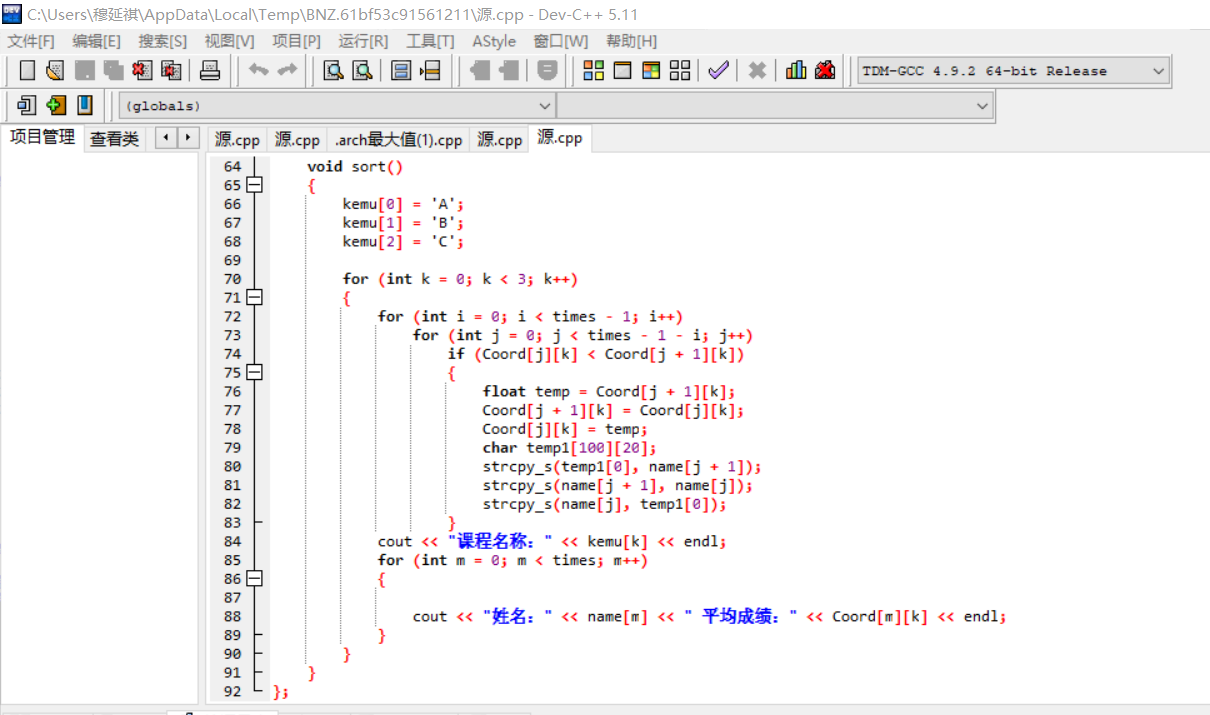 C:\Users\穆延祺\AppData\Local\Temp\BNZ.61bf53c91561211\源.cpp - Dev-C++ 5.11
文件[F] 编辑[E] 搜索[S] 视图[V] 项目[P] 运行[R] 工具[T] AStyle 窗口[W] 帮助[H]
TDM-GCC 4.9.2 64-bit Release
(globals)
项目管理 查看类 源.cpp 源.cpp .arch最大值(1).cpp 源.cpp 源.cpp
64 void sort()
65 {
66 kemu[0] = 'A';
67 kemu[1] = 'B';
68 kemu[2] = 'C';
69
70 for (int k = 0; k < 3; k++)
71 {
72 for (int i = 0; i < times - 1; i++)
73 for (int j = 0; j < times - 1 - i; j++)
74 if (Coord[j][k] < Coord[j + 1][k])
75 {
76 float temp = Coord[j + 1][k];
77 Coord[j + 1][k] = Coord[j][k];
78 Coord[j][k] = temp;
79 char temp1[100][20];
80 strcpy_s(temp1[0], name[j + 1]);
81 strcpy_s(name[j + 1], name[j]);
82 strcpy_s(name[j], temp1[0]);
83 }
84 cout << "课程名称：" << kemu[k] << endl;
85 for (int m = 0; m < times; m++)
86 {
87
88 cout << "姓名：" << name[m] << " 平均成绩：" << Coord[m][k] << endl;
89 }
90 }
91 }
92 };